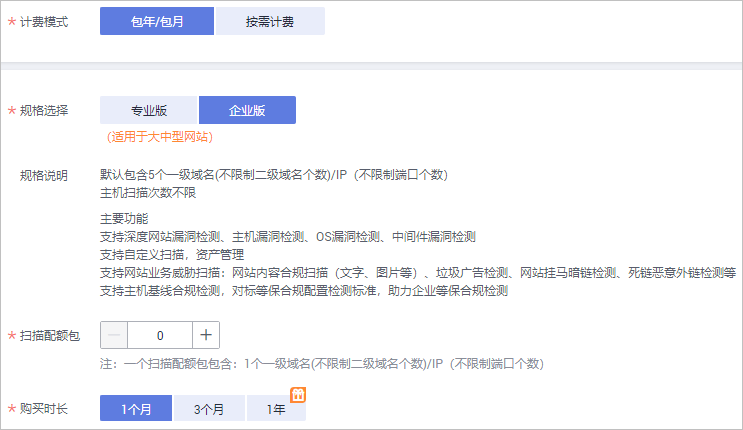 * 计费模式 包年/包月 按需计费
* 规格选择 专业版 企业版
（适用于大中型网站）
规格说明 默认包含5个一级域名(不限制二级域名个数)/IP（不限制端口个数）
主机扫描次数不限
主要功能
支持深度网站漏洞检测、主机漏洞检测、OS漏洞检测、中间件漏洞检测
支持自定义扫描，资产管理
支持网站业务威胁扫描：网站内容合规扫描（文字、图片等）、垃圾广告检测、网站挂马暗链检测、死链恶意外链检测等
支持主机基线合规检测，对标等保合规配置检测标准，助力企业等保合规检测
* 扫描配额包 — 0 +
注：一个扫描配额包包含：1个一级域名(不限制二级域名个数)/IP（不限制端口个数）
* 购买时长 1个月 3个月 1年